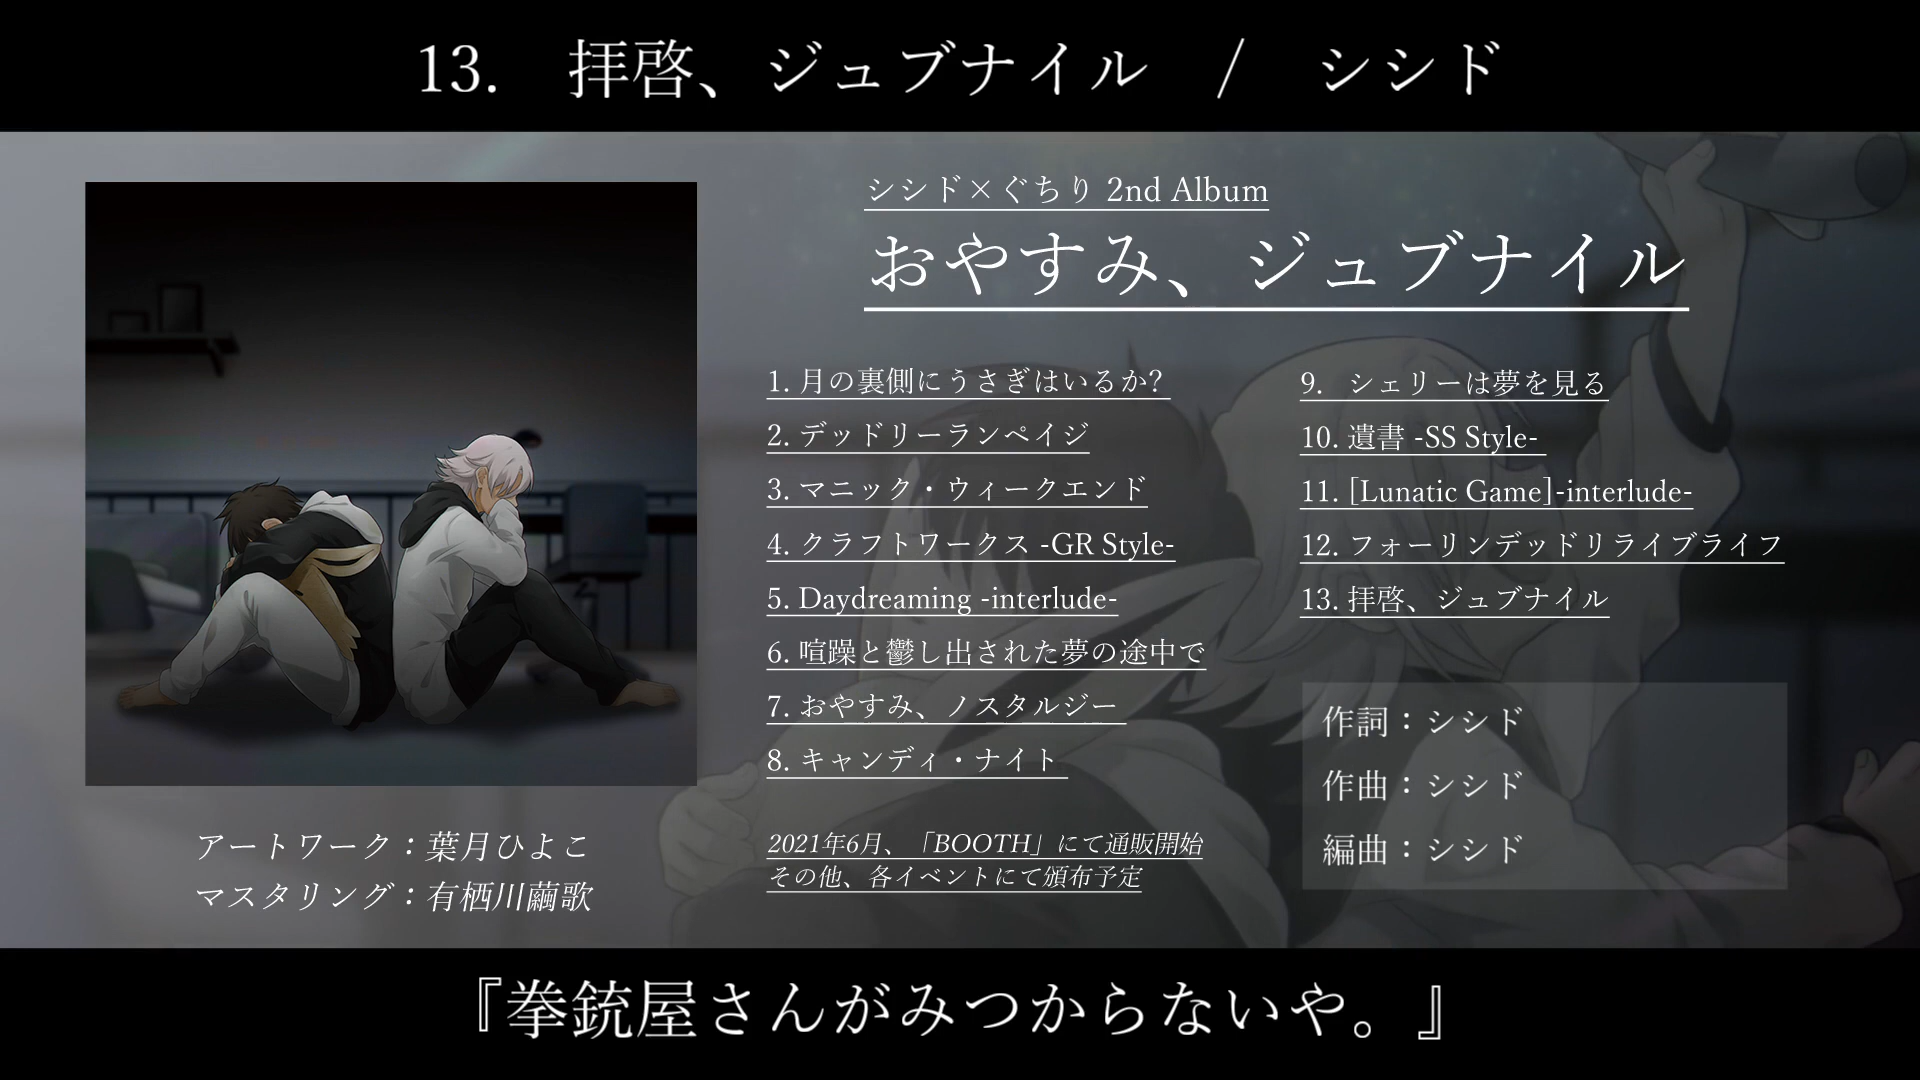 13.　拝啓、ジュブナイル　/　シシド
シシド×ぐちり 2nd Album
おやすみ、ジュブナイル
1. 月の裏側にうさぎはいるか?
2. デッドリーランペイジ
3. マニック・ウィークエンド
4. クラフトワークス -GR Style-
5. Daydreaming -interlude-
6. 喧躁と鬱し出された夢の途中で
7. おやすみ、ノスタルジー
8. キャンディ・ナイト
9. シェリーは夢を見る
10. 遺書 -SS Style-
11. [Lunatic Game]-interlude-
12. フォーリンデッドリライブライフ
13. 拝啓、ジュブナイル
作詞：シシド
作曲：シシド
編曲：シシド
アートワーク：葉月ひよこ
マスタリング：有栖川繭歌
2021年6月、「BOOTH」にて通販開始
その他、各イベントにて頒布予定
『拳銃屋さんがみつからないや。』